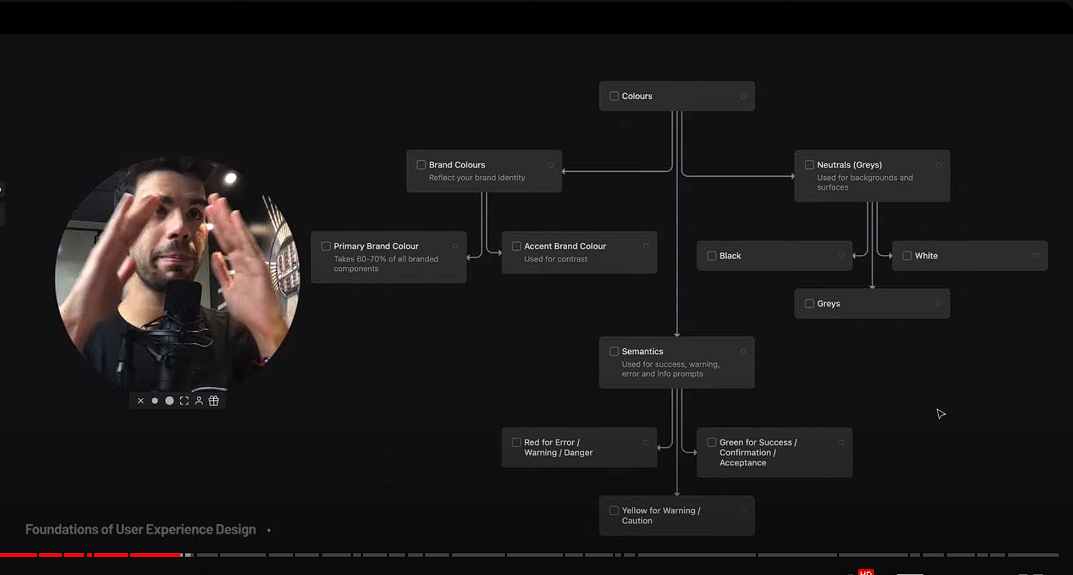 Colours
Brand Colours
Reflect your brand identity
Neutrals (Greys)
Used for backgrounds and
surfaces
Primary Brand Colour
Takes 60-70% of all branded
components
Accent Brand Colour
Used for contrast
Black
White
Greys
Semantics
Used for success, warning,
error and info prompts
Red for Error /
Warning / Danger
Green for Success /
Confirmation /
Acceptance
Yellow for Warning /
Caution
Foundations of User Experience Design
HD